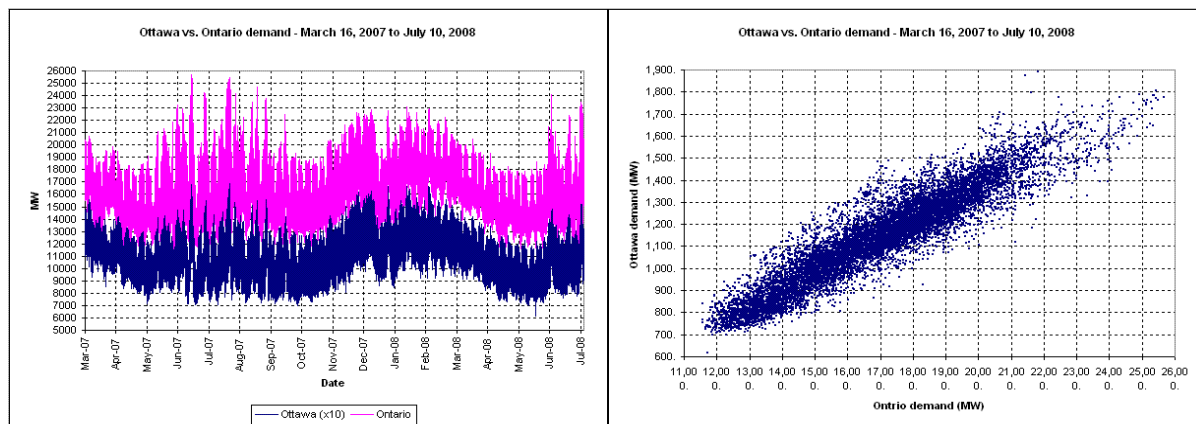 Ottawa vs. Ontario demand - March 16, 2007 to July 10, 2008
MW
26000
25000
24000
23000
22000
21000
20000
19000
18000
17000
16000
15000
14000
13000
12000
11000
10000
9000
8000
7000
6000
5000
Mar-07
Apr-07
May-07
Jun-07
Jul-07
Aug-07
Sep-07
Oct-07
Nov-07
Dec-07
Jan-08
Feb-08
Mar-08
Apr-08
May-08
Jun-08
Jul-08
Date
Ottawa (x10) Ontario
Ottawa vs. Ontario demand - March 16, 2007 to July 10, 2008
Ottawa demand (MW)
1,900.
1,800.
1,700.
1,600.
1,500.
1,400.
1,300.
1,200.
1,100.
1,000.
900.
800.
700.
600.
11,00 12,00 13,00 14,00 15,00 16,00 17,00 18,00 19,00 20,00 21,00 22,00 23,00 24,00 25,00 26,00
0. 0. 0. 0. 0. 0. 0. 0. 0. 0. 0. 0. 0. 0. 0. 0.
Ontrio demand (MW)